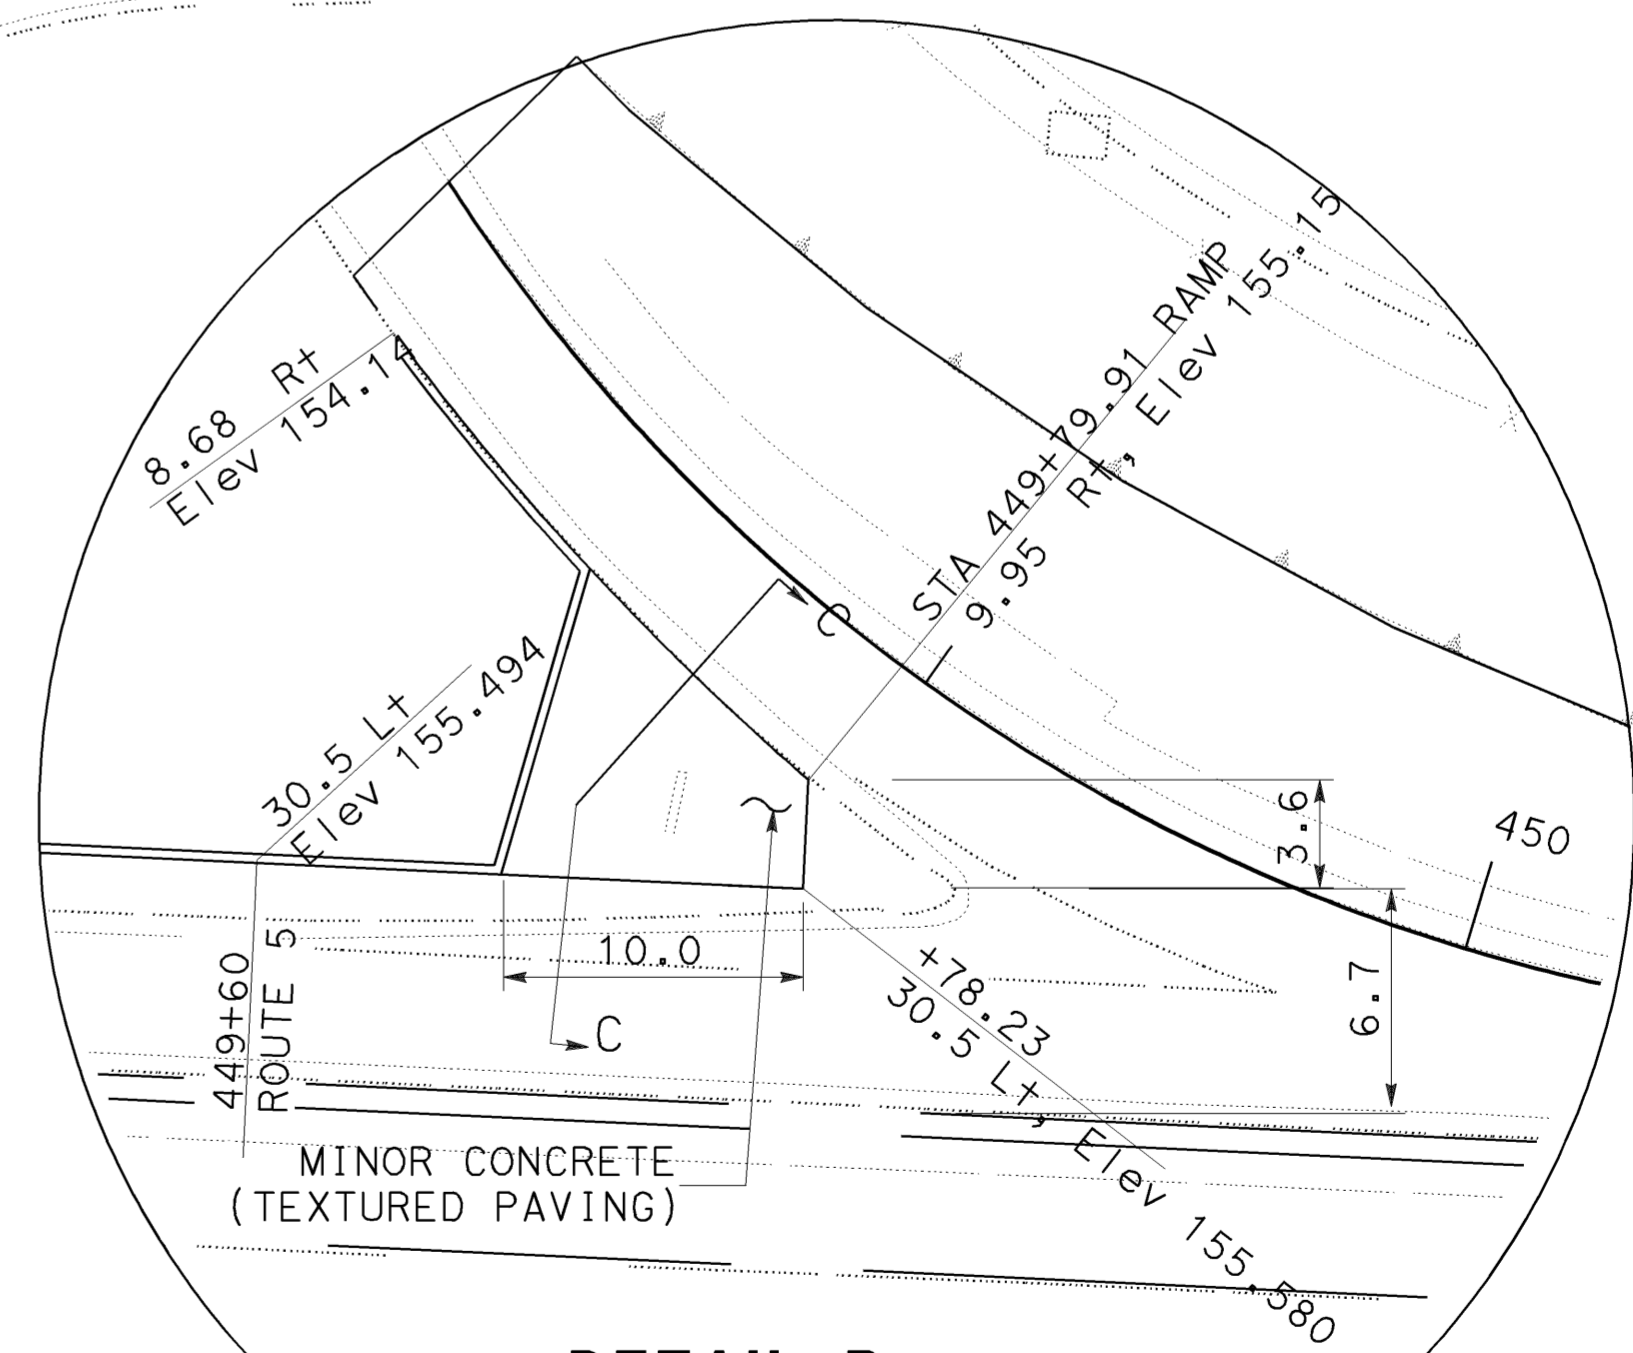 STA 449+79.91 RAMP
9.95 Rt, Elev 155.15
8.68 Rt
Elev 154.14
30.5 Lt
Elev 155.494
C
3.6
450
10.0
6.7
+78.23
30.5 Lt, Elev 155.580
449+60
ROUTE 5
C
MINOR CONCRETE
(TEXTURED PAVING)